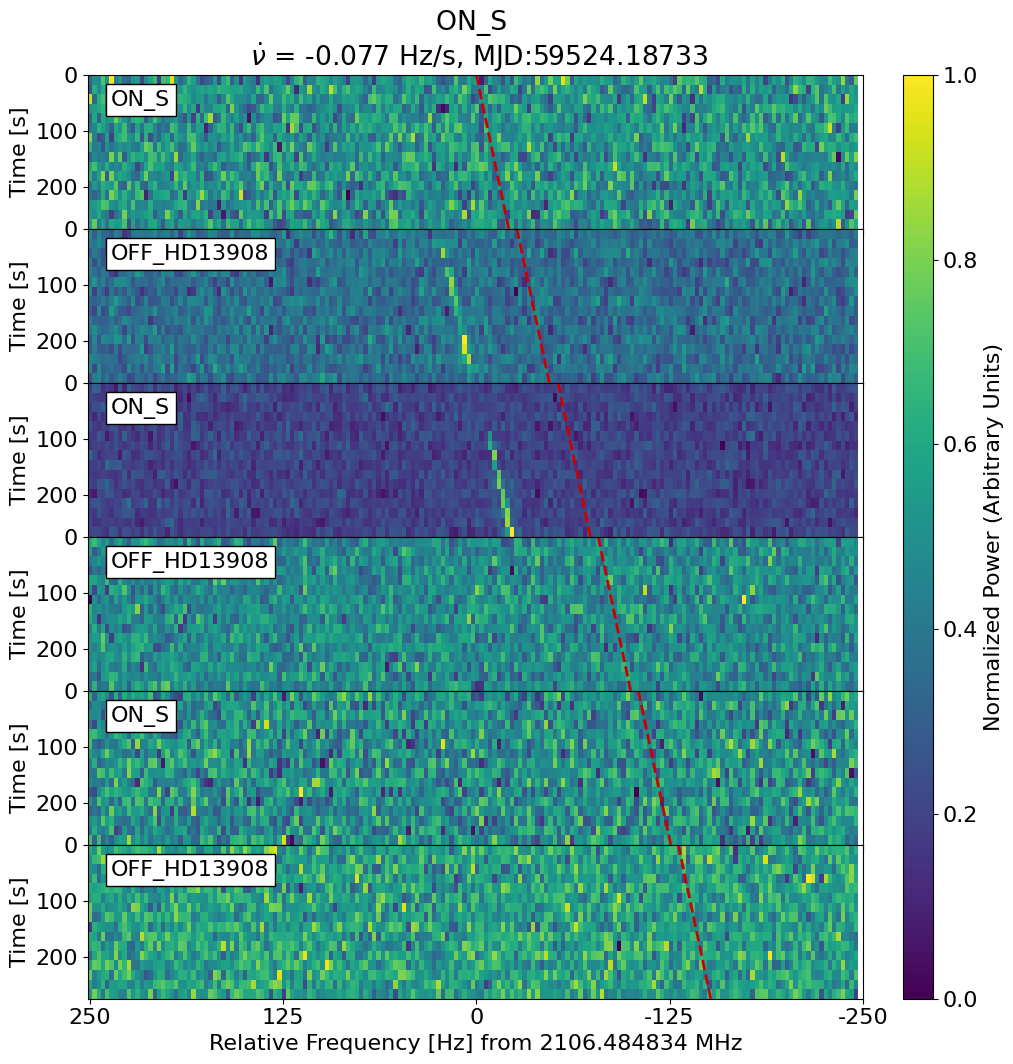 ON_S
ν̇ = -0.077 Hz/s, MJD:59524.18733
0
100
200
Time [s]
ON_S
0
100
200
Time [s]
OFF_HD13908
0
100
200
Time [s]
ON_S
0
100
200
Time [s]
OFF_HD13908
0
100
200
Time [s]
ON_S
0
100
200
Time [s]
OFF_HD13908
250 125 0 -125 -250
Relative Frequency [Hz] from 2106.484834 MHz
1.0
0.8
0.6
0.4
0.2
0.0
Normalized Power (Arbitrary Units)